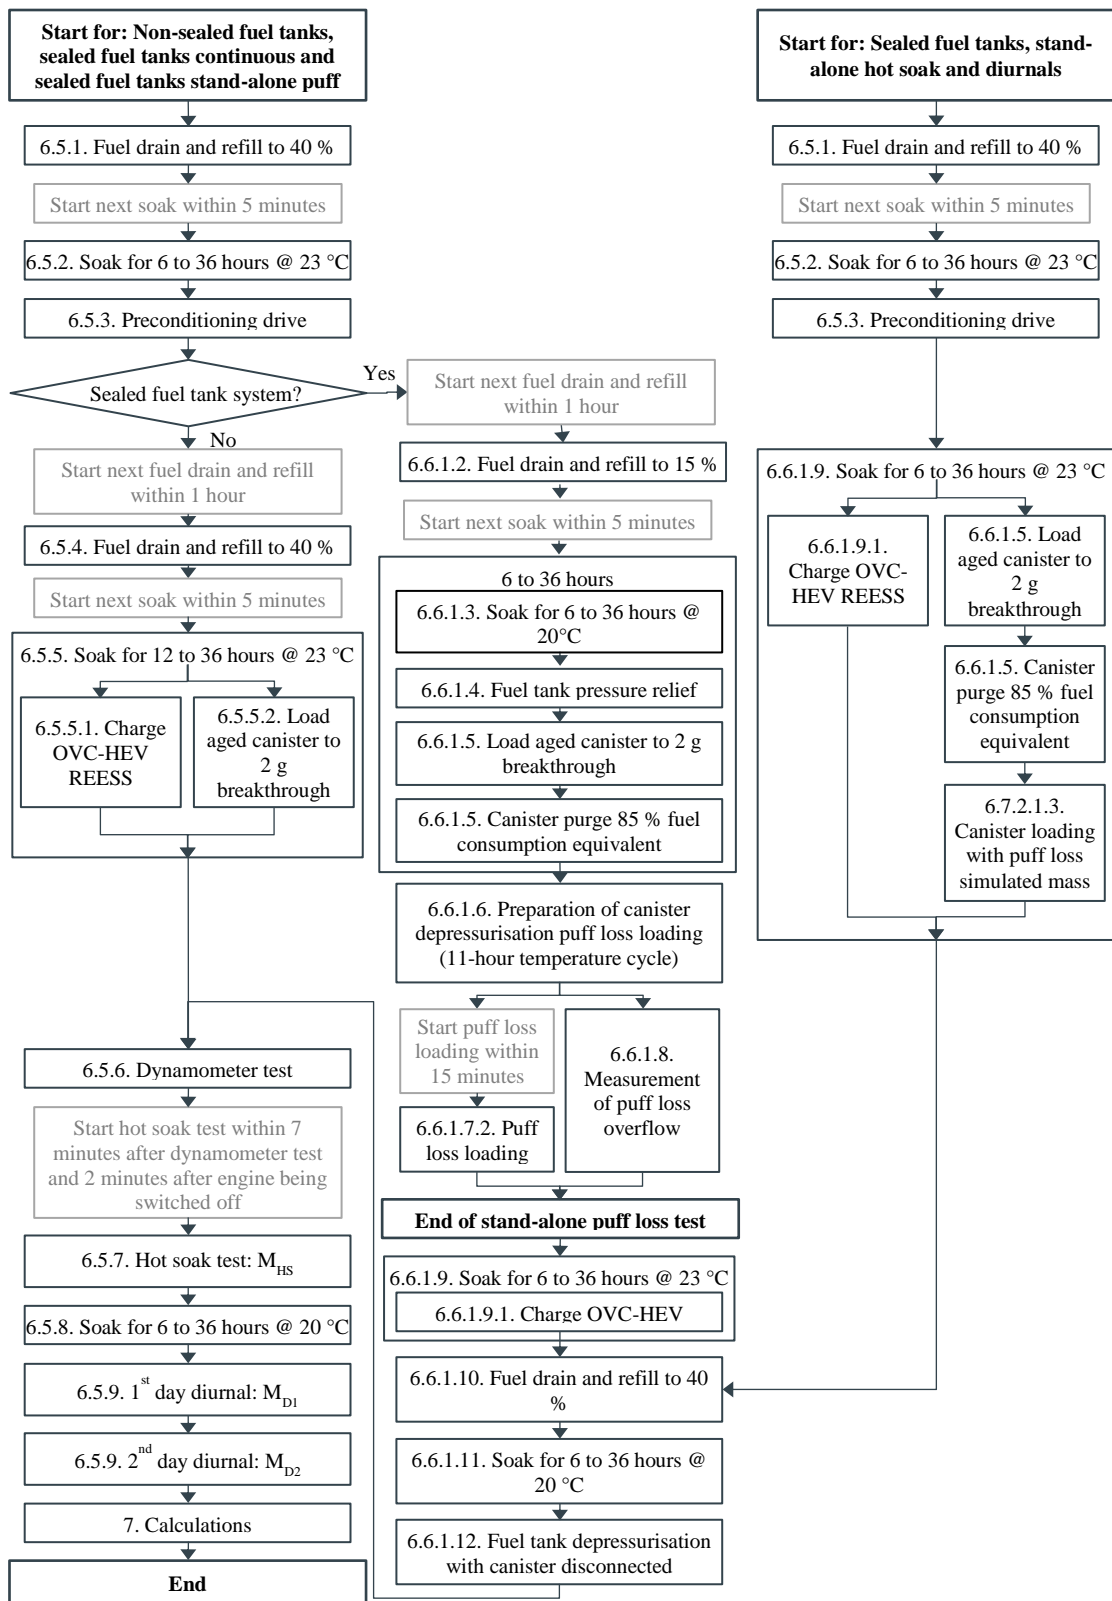 Start for: Non-sealed fuel tanks,
sealed fuel tanks continuous and
sealed fuel tanks stand-alone puff
6.5.1. Fuel drain and refill to 40 %
Start next soak within 5 minutes
6.5.2. Soak for 6 to 36 hours @ 23 °C
6.5.3. Preconditioning drive
Sealed fuel tank system?
Yes
No
Start next fuel drain and refill
within 1 hour
6.5.4. Fuel drain and refill to 40 %
Start next soak within 5 minutes
6.5.5. Soak for 12 to 36 hours @ 23 °C
6.5.5.1. Charge
OVC-HEV
REESS
6.5.5.2. Load
aged canister to
2 g
breakthrough
6.5.6. Dynamometer test
Start hot soak test within 7
minutes after dynamometer test
and 2 minutes after engine being
switched off
6.5.7. Hot soak test: M_HS
6.5.8. Soak for 6 to 36 hours @ 20 °C
6.5.9. 1st day diurnal: M_D1
6.5.9. 2nd day diurnal: M_D2
7. Calculations
End
Start next fuel drain and refill
within 1 hour
6.6.1.2. Fuel drain and refill to 15 %
Start next soak within 5 minutes
6 to 36 hours
6.6.1.3. Soak for 6 to 36 hours @
20°C
6.6.1.4. Fuel tank pressure relief
6.6.1.5. Load aged canister to 2 g
breakthrough
6.6.1.5. Canister purge 85 % fuel
consumption equivalent
6.6.1.6. Preparation of canister
depressurisation puff loss loading
(11-hour temperature cycle)
Start puff loss
loading within
15 minutes
6.6.1.7.2. Puff
loss loading
6.6.1.8.
Measurement
of puff loss
overflow
End of stand-alone puff loss test
6.6.1.9. Soak for 6 to 36 hours @ 23 °C
6.6.1.9.1. Charge OVC-HEV
6.6.1.10. Fuel drain and refill to 40
%
6.6.1.11. Soak for 6 to 36 hours @
20 °C
6.6.1.12. Fuel tank depressurisation
with canister disconnected
Start for: Sealed fuel tanks, stand-
alone hot soak and diurnals
6.5.1. Fuel drain and refill to 40 %
Start next soak within 5 minutes
6.5.2. Soak for 6 to 36 hours @ 23 °C
6.5.3. Preconditioning drive
6.6.1.9. Soak for 6 to 36 hours @ 23 °C
6.6.1.9.1.
Charge OVC-
HEV REESS
6.6.1.5. Load
aged canister to
2 g
breakthrough
6.6.1.5. Canister
purge 85 % fuel
consumption
equivalent
6.7.2.1.3.
Canister loading
with puff loss
simulated mass